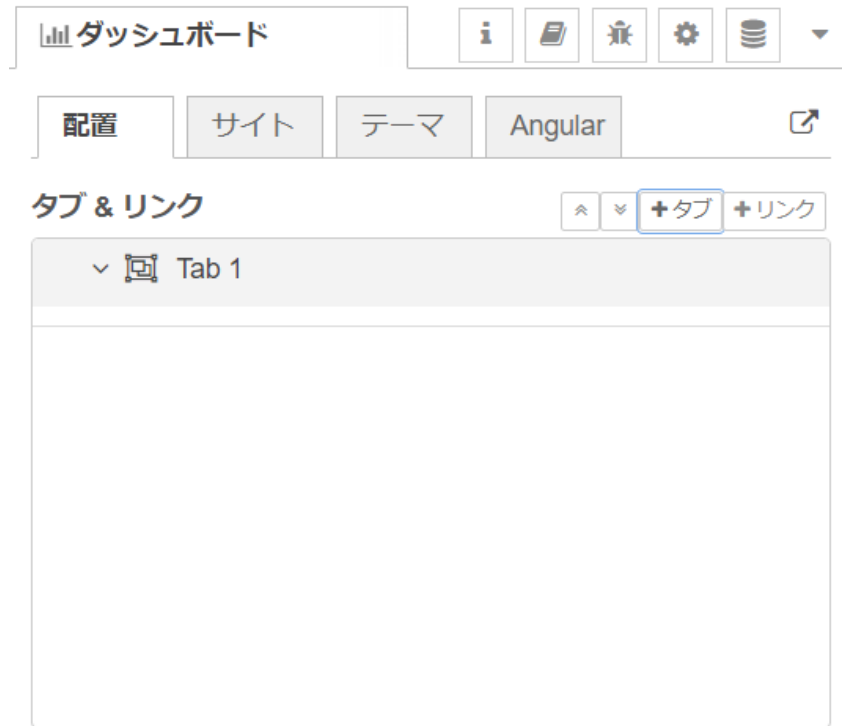 ダッシュボード
配置 サイト テーマ Angular
タブ & リンク +タブ +リンク
Tab 1